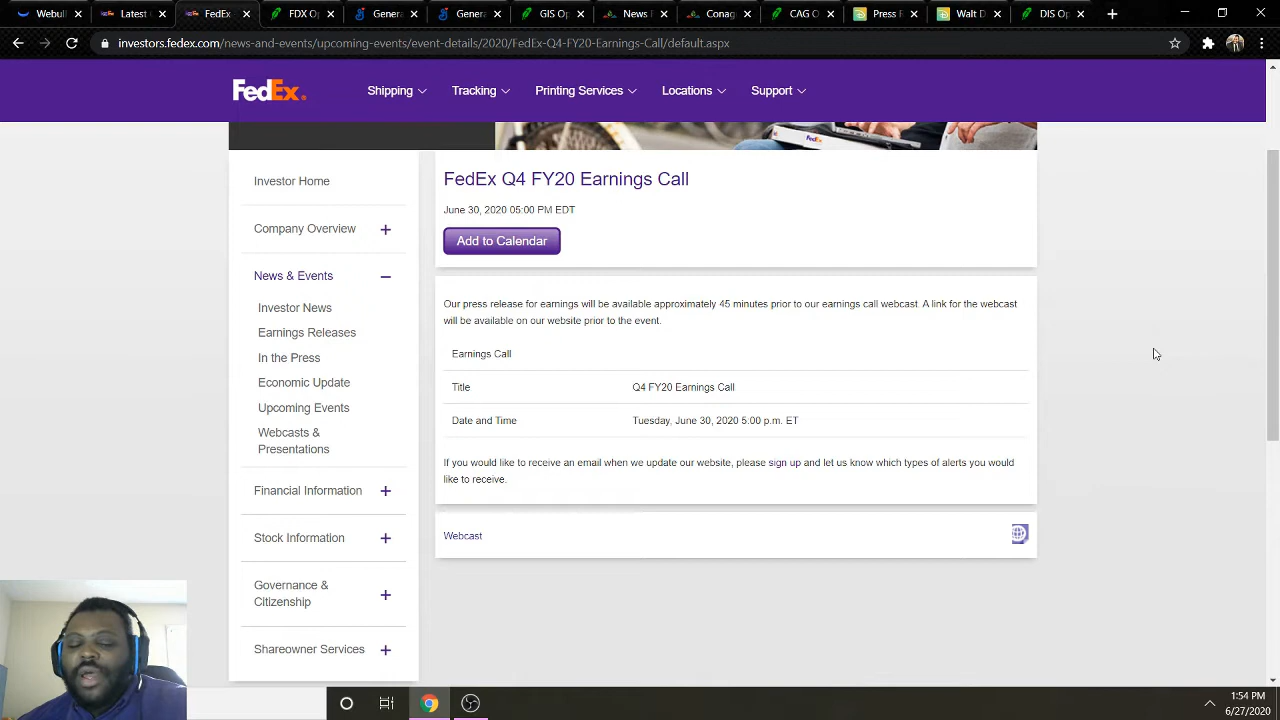 Webull
Latest
FedEx
FDX Op
Genera
Genera
GIS Op
News F
Conag
CAG O
Press R
Walt D
DIS Op
investors.fedex.com/news-and-events/upcoming-events/event-details/2020/FedEx-Q4-FY20-Earnings-Call/default.aspx
FedEx®
Shipping
Tracking
Printing Services
Locations
Support
FedEx
Investor Home
Company Overview +
News & Events −
Investor News
Earnings Releases
In the Press
Economic Update
Upcoming Events
Webcasts &
Presentations
Financial Information +
Stock Information +
Governance &
Citizenship +
Shareowner Services +
FedEx Q4 FY20 Earnings Call
June 30, 2020 05:00 PM EDT
Add to Calendar
Our press release for earnings will be available approximately 45 minutes prior to our earnings call webcast. A link for the webcast
will be available on our website prior to the event.
Earnings Call
Title Q4 FY20 Earnings Call
Date and Time Tuesday, June 30, 2020 5:00 p.m. ET
If you would like to receive an email when we update our website, please sign up and let us know which types of alerts you would
like to receive.
Webcast
1:54 PM
6/27/2020